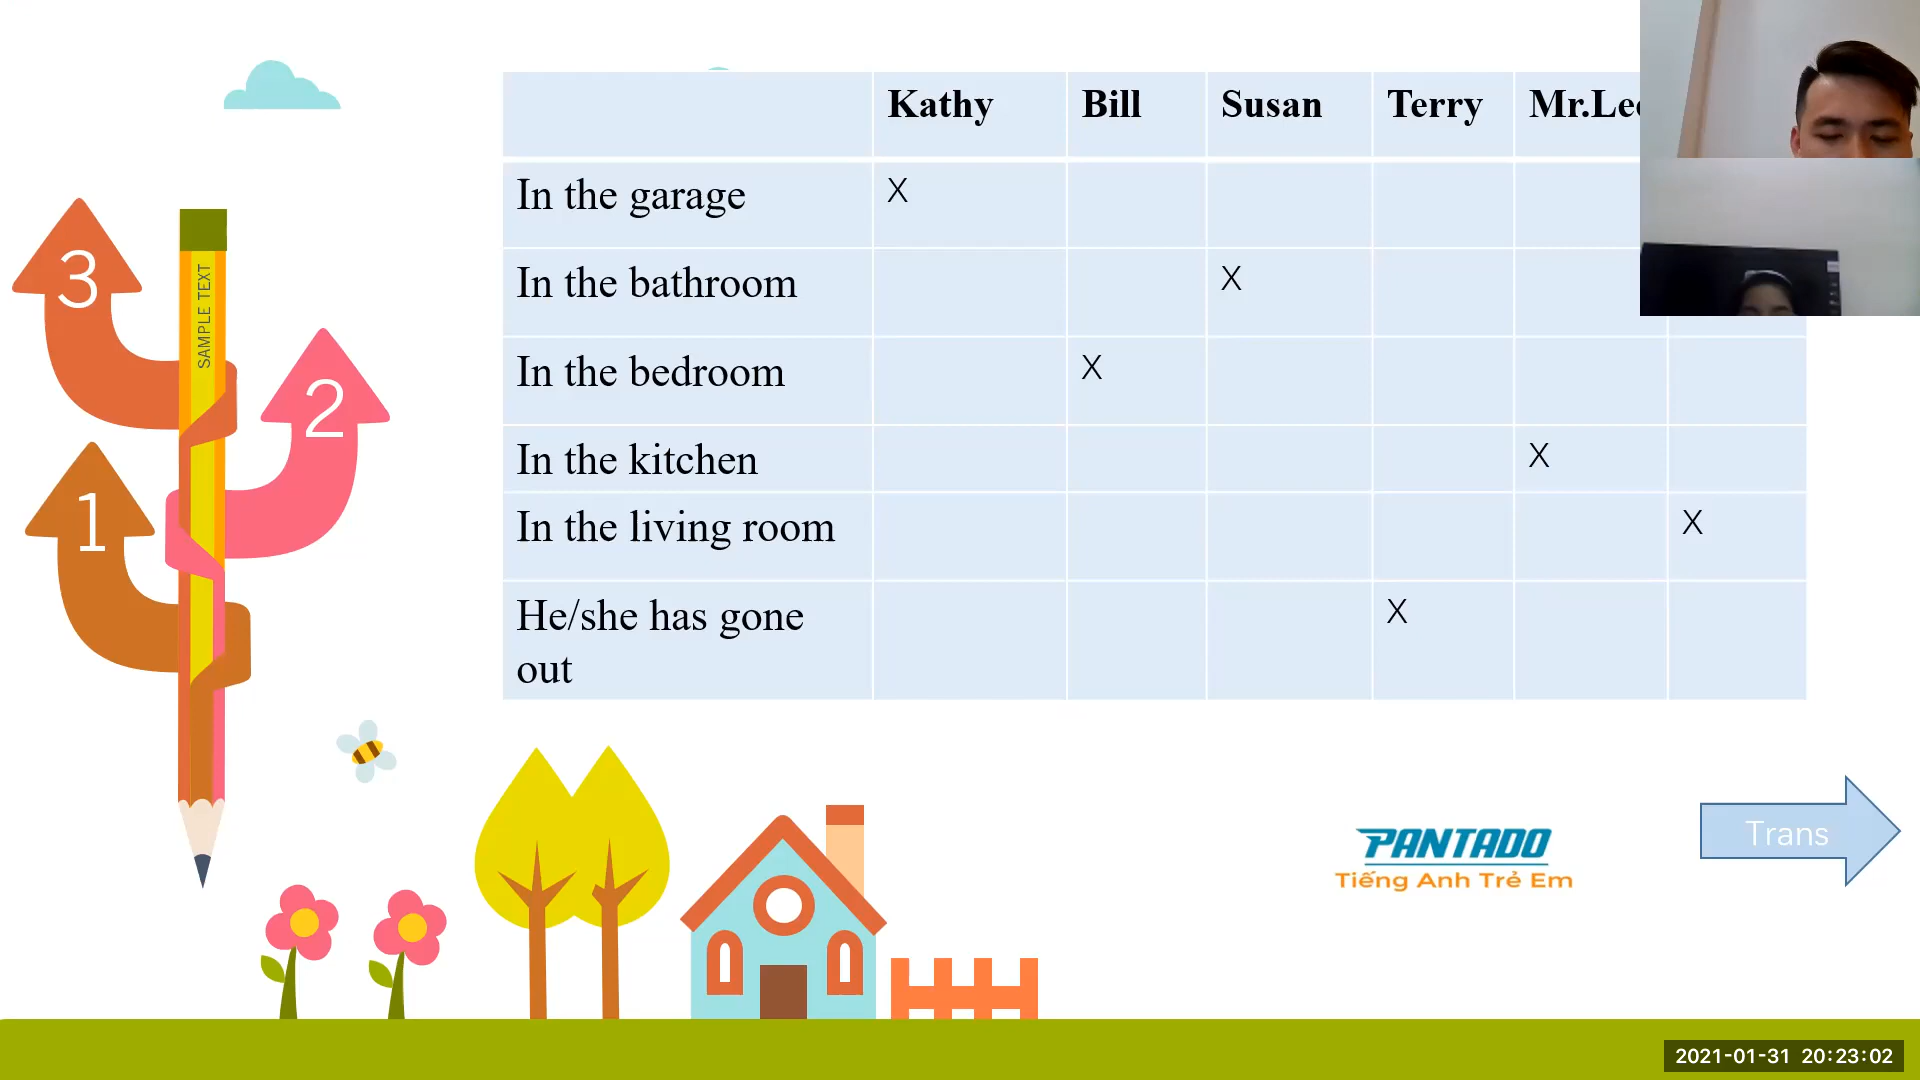 Kathy Bill Susan Terry Mr.Lee
In the garage X
In the bathroom X
In the bedroom X
In the kitchen X
In the living room X
He/she has gone X
out
3
SAMPLE TEXT
2
1
PANTADO
Tiếng Anh Trẻ Em
Trans
2021-01-31 20:23:02